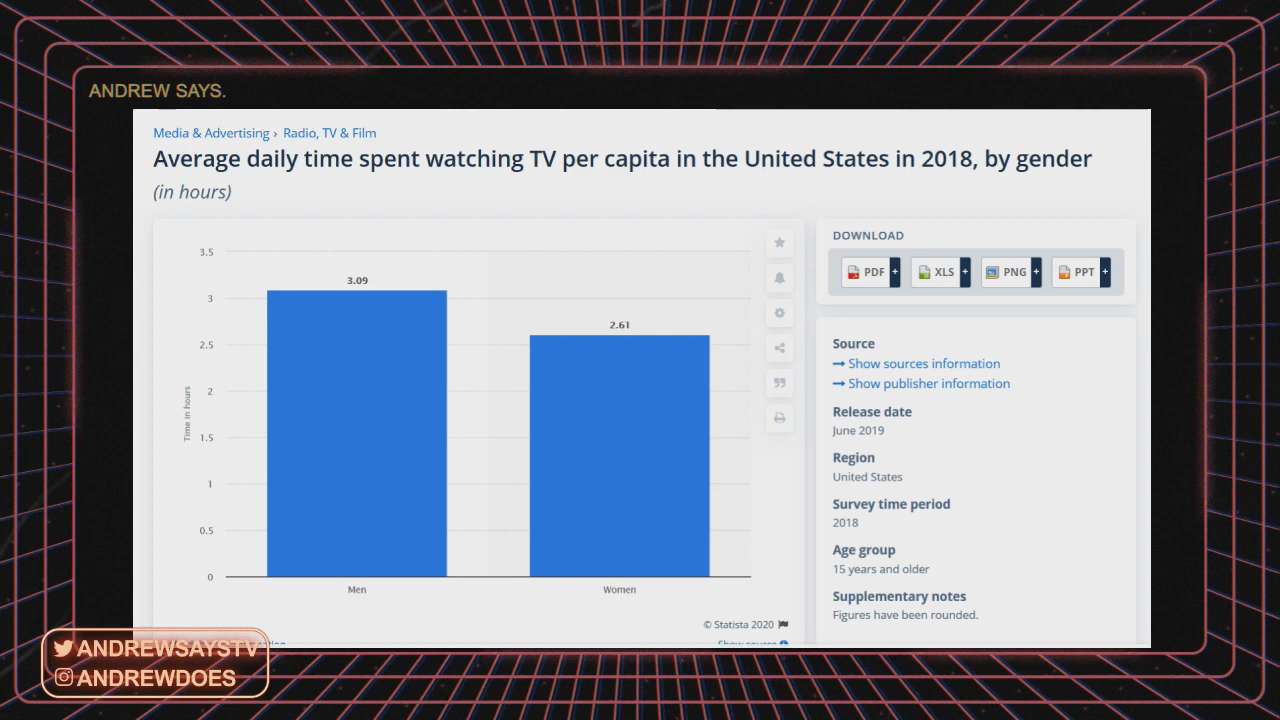 ANDREW SAYS.
Media & Advertising › Radio, TV & Film
Average daily time spent watching TV per capita in the United States in 2018, by gender
(in hours)
3.5
3
2.5
2
1.5
1
0.5
0
Time in hours
3.09
2.61
Men
Women
© Statista 2020
Show source
DOWNLOAD
PDF +
XLS +
PNG +
PPT +
Source
→ Show sources information
→ Show publisher information
Release date
June 2019
Region
United States
Survey time period
2018
Age group
15 years and older
Supplementary notes
Figures have been rounded.
ANDREWSAYSTV
ANDREWDOES